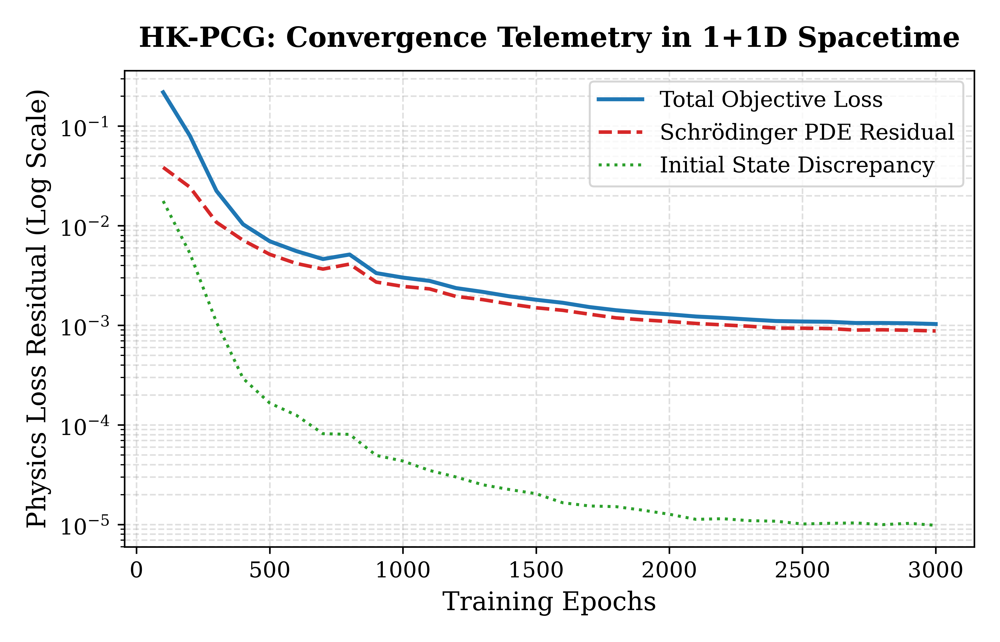 HK-PCG: Convergence Telemetry in 1+1D Spacetime
Physics Loss Residual (Log Scale)
Total Objective Loss
Schrödinger PDE Residual
Initial State Discrepancy
10⁻¹
10⁻²
10⁻³
10⁻⁴
10⁻⁵
0 500 1000 1500 2000 2500 3000
Training Epochs